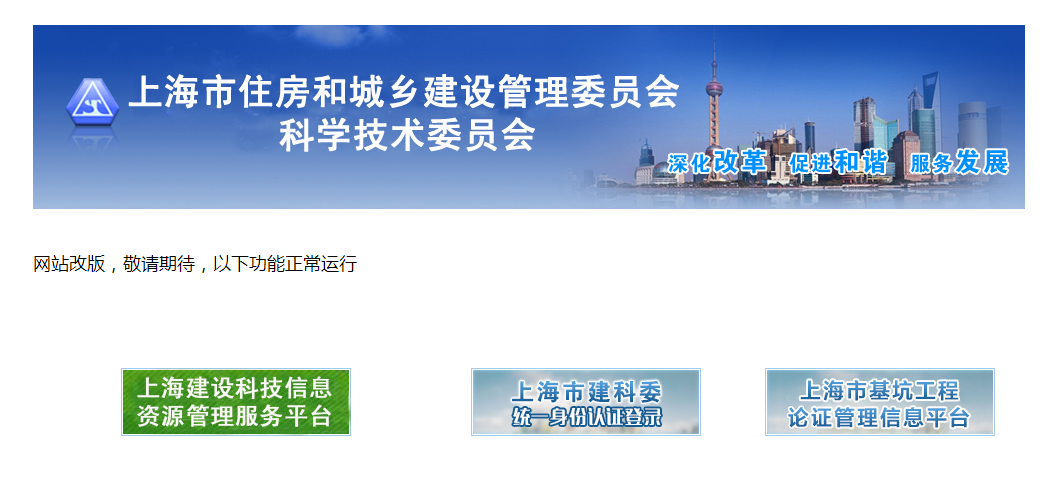 上海市住房和城乡建设管理委员会
科学技术委员会
深化改革 促进和谐 服务发展
网站改版，敬请期待，以下功能正常运行
上海建设科技信息
资源管理服务平台
上海市建科委
统一身份认证登录
上海市基坑工程
论证管理信息平台